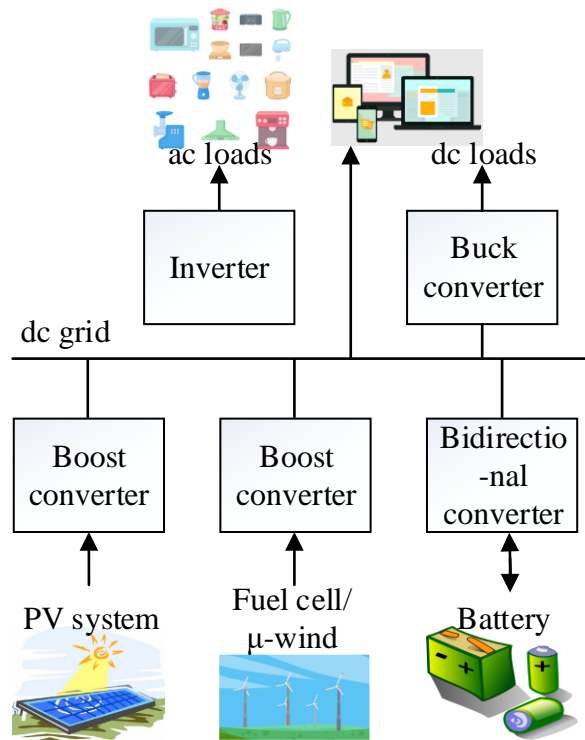 ac loads
dc loads
Inverter
Buck
converter
dc grid
Boost
converter
Boost
converter
Bidirectio
-nal
converter
PV system
Fuel cell/
μ-wind
Battery
- +
+